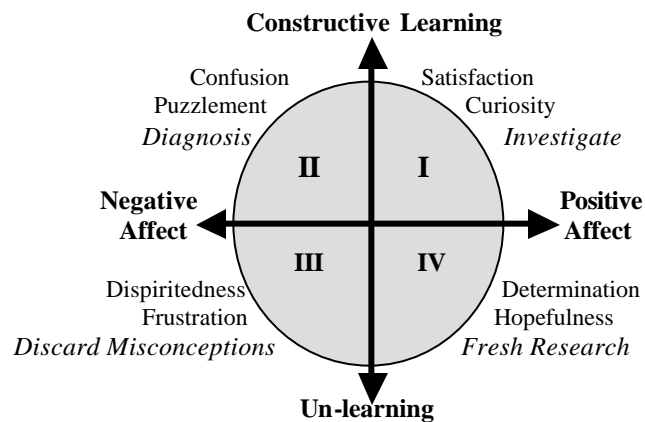 Constructive Learning
Confusion
Puzzlement
Diagnosis
Satisfaction
Curiosity
Investigate
II
I
Negative
Affect
Positive
Affect
III
IV
Dispiritedness
Frustration
Discard Misconceptions
Determination
Hopefulness
Fresh Research
Un-learning